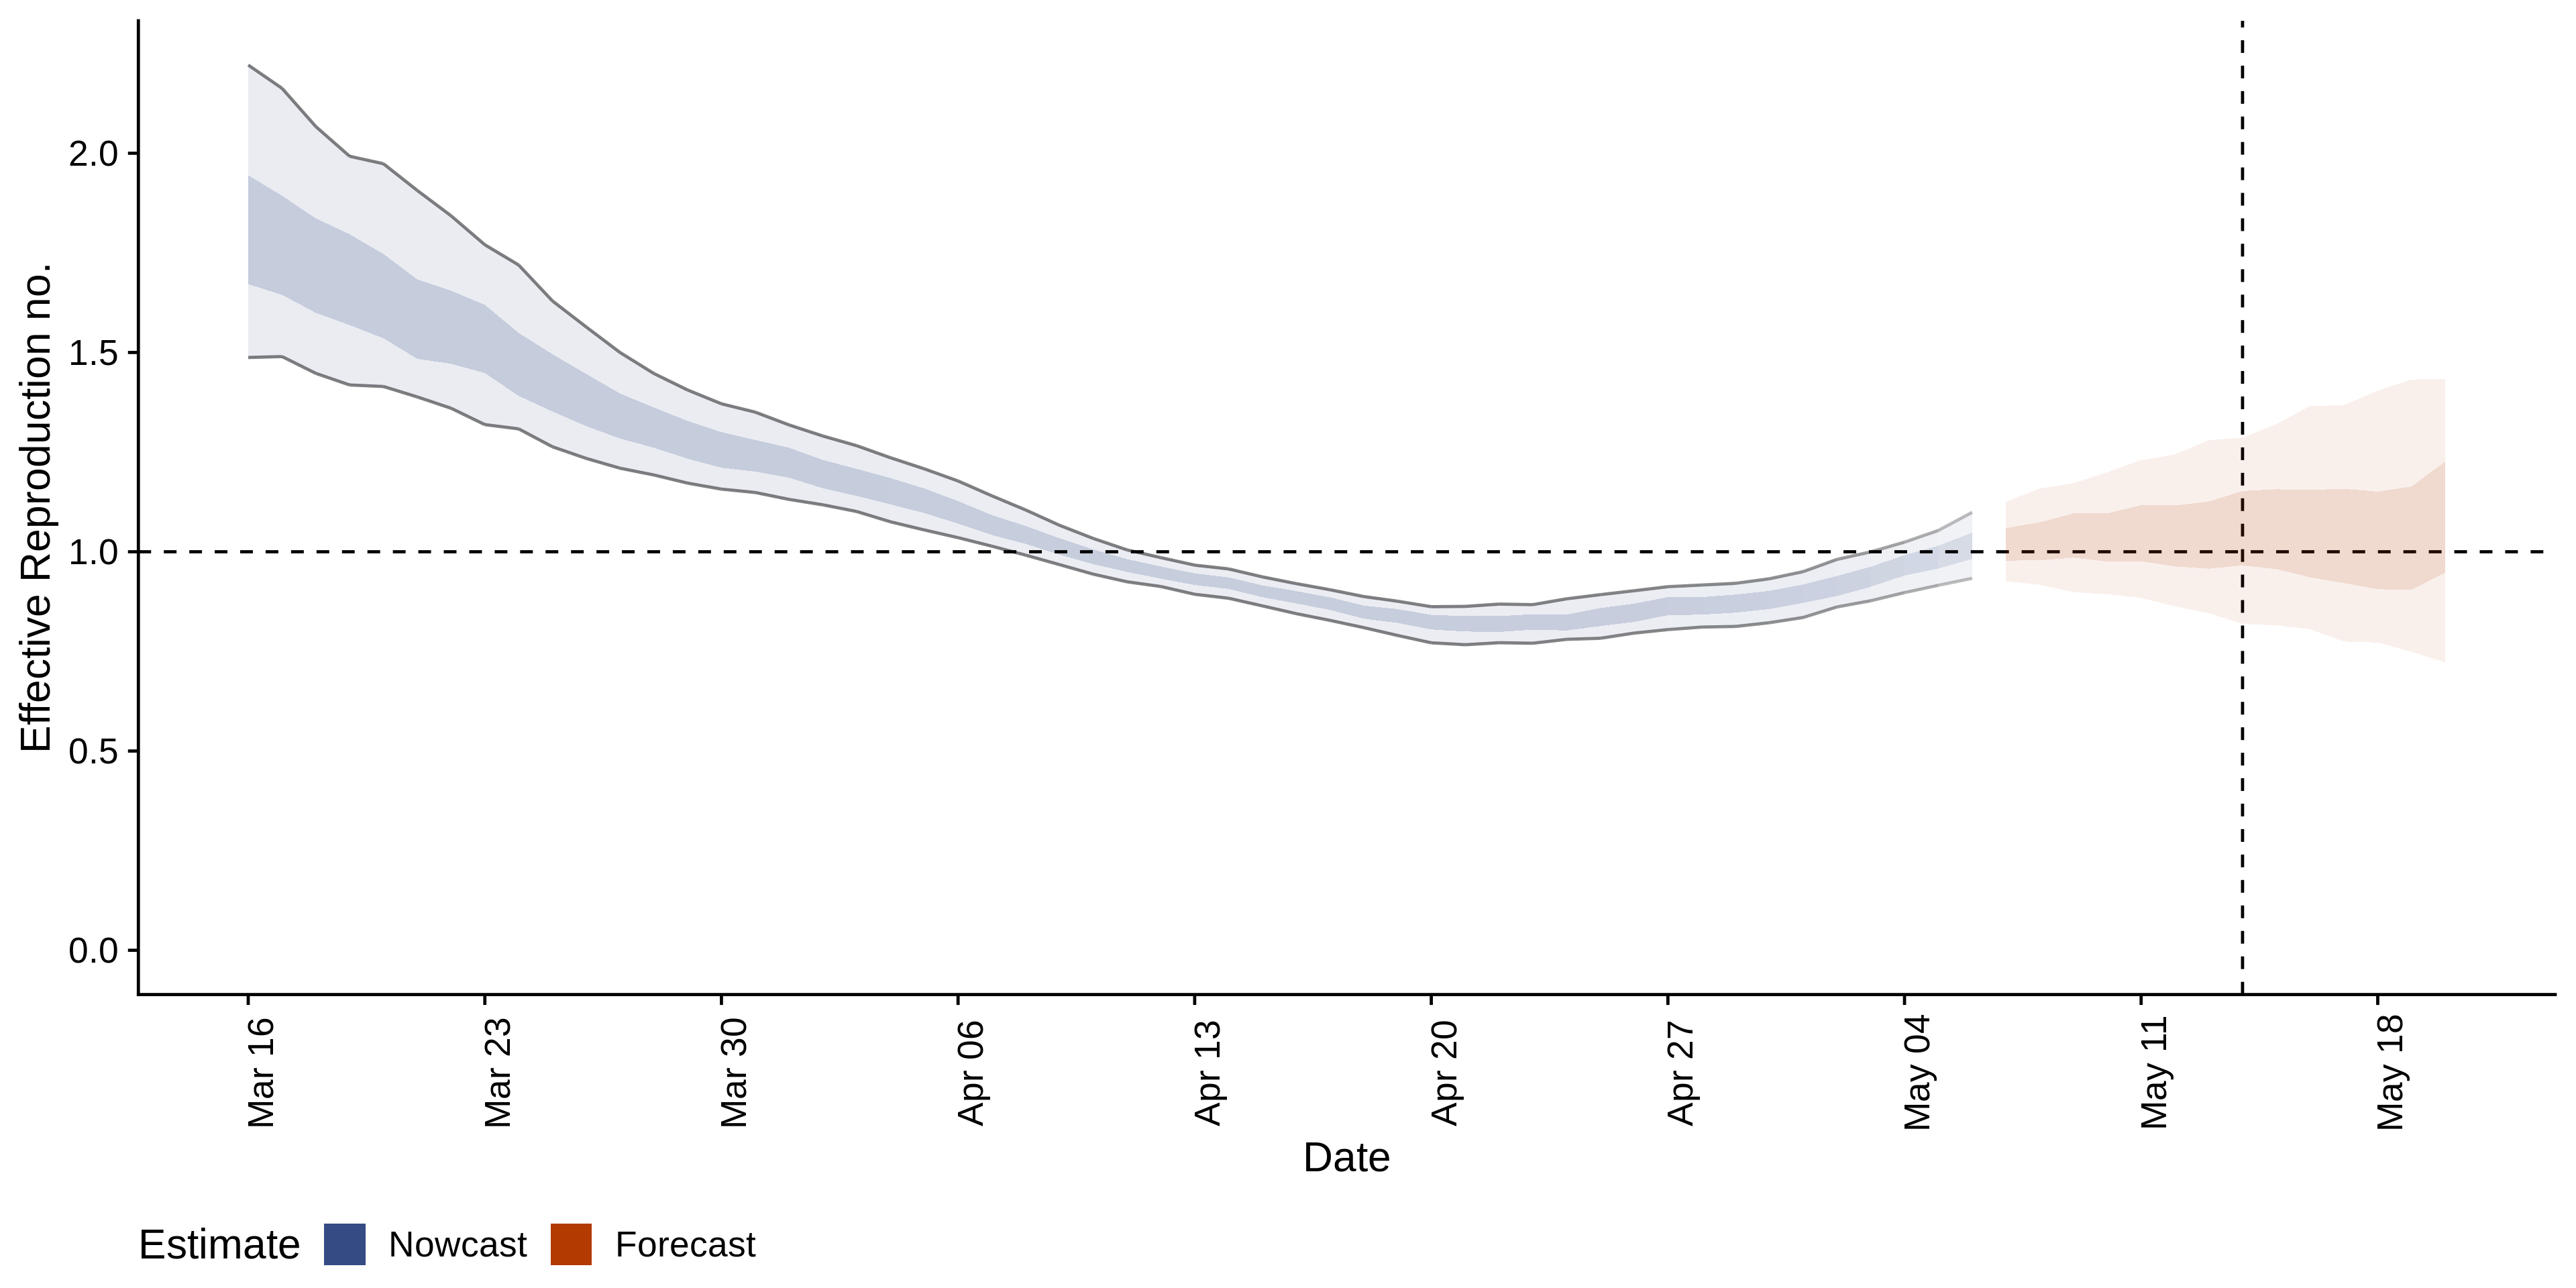 Effective Reproduction no.
2.0
1.5
1.0
0.5
0.0
Mar 16
Mar 23
Mar 30
Apr 06
Apr 13
Apr 20
Apr 27
May 04
May 11
May 18
Date
Estimate Nowcast Forecast